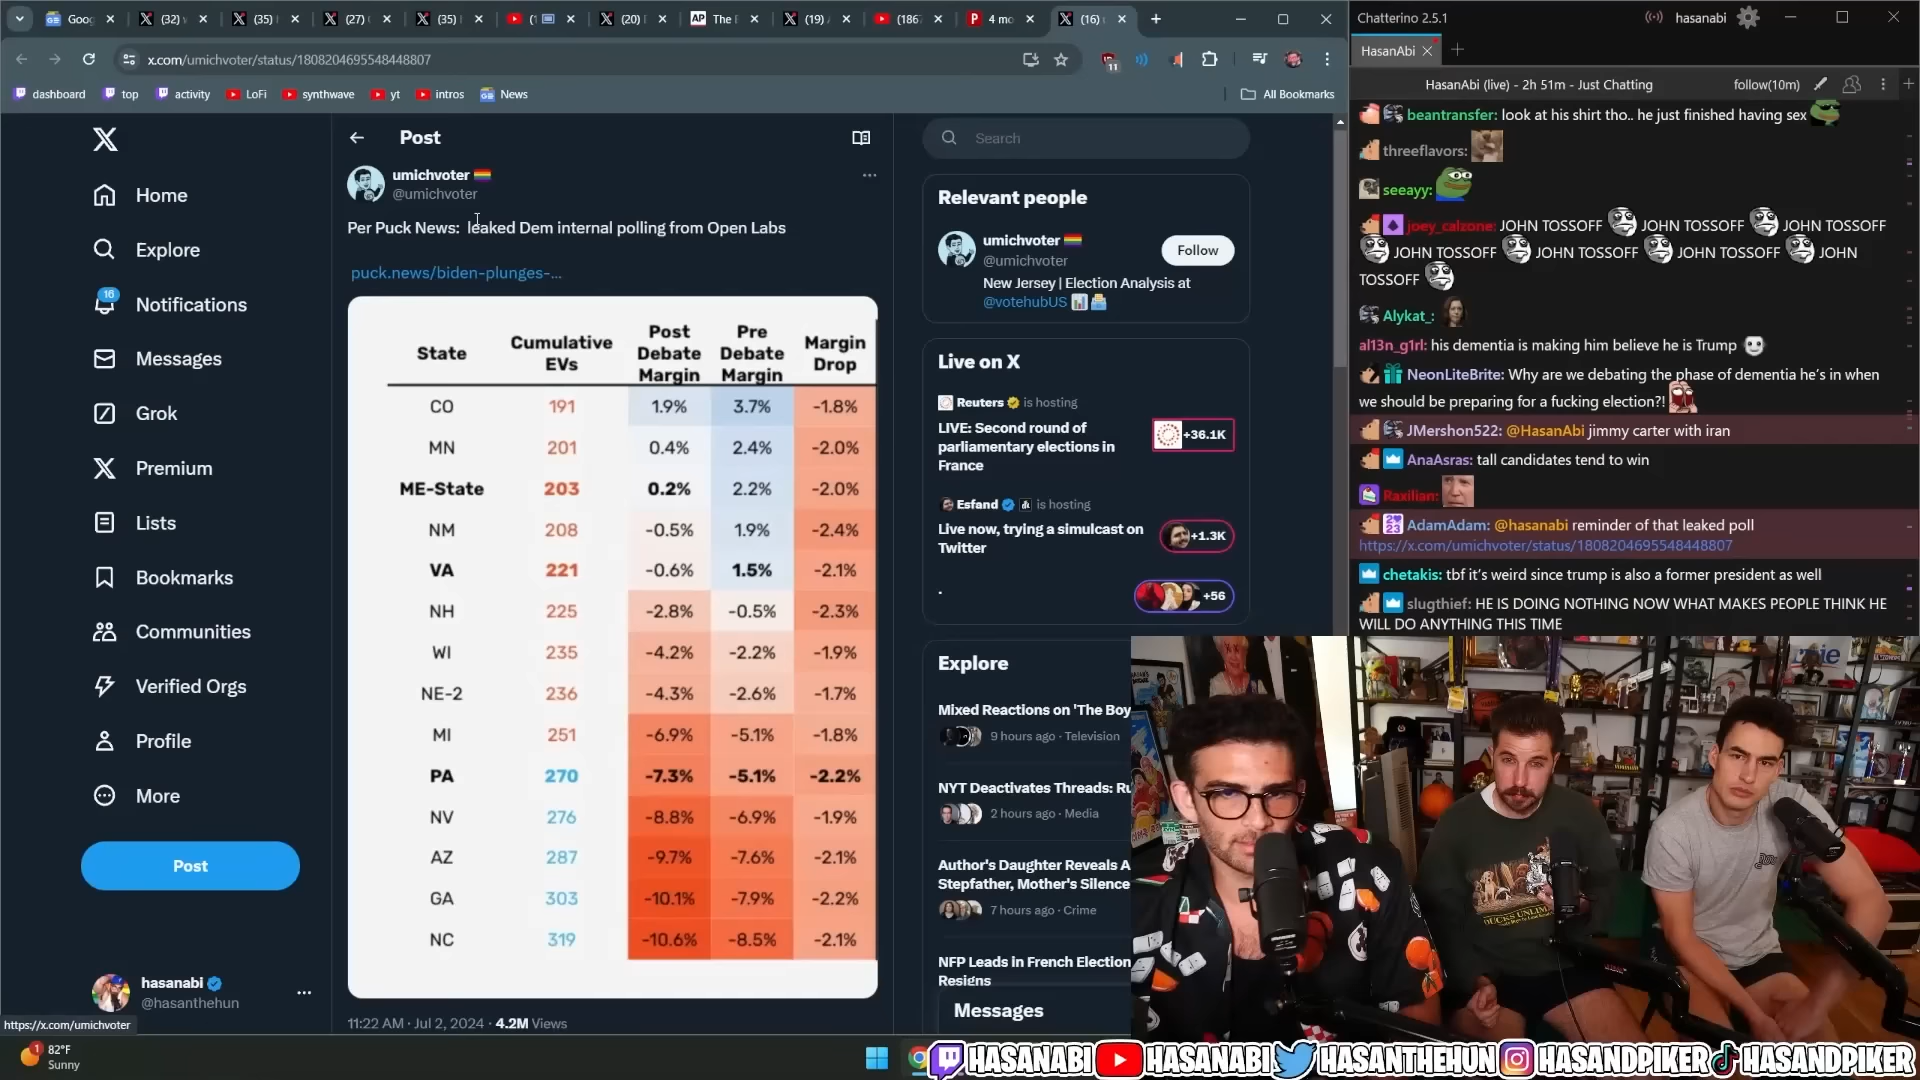 Goog
(32)
(35)
(27)
(35)
(1
(20)
AP The
(19)
(186
4 mo
(16)
x.com/umichvoter/status/1808204695548448807
11
dashboard
top
activity
LoFi
synthwave
yt
intros
News
All Bookmarks
Home
Explore
16
Notifications
Messages
Grok
Premium
Lists
Bookmarks
Communities
Verified Orgs
Profile
More
Post
hasanabi
@hasanthehun
https://x.com/umichvoter
Post
umichvoter
@umichvoter
Per Puck News: leaked Dem internal polling from Open Labs
puck.news/biden-plunges-...
State Cumulative EVs Post Debate Margin Pre Debate Margin Margin Drop
CO 191 1.9% 3.7% -1.8%
MN 201 0.4% 2.4% -2.0%
ME-State 203 0.2% 2.2% -2.0%
NM 208 -0.5% 1.9% -2.4%
VA 221 -0.6% 1.5% -2.1%
NH 225 -2.8% -0.5% -2.3%
WI 235 -4.2% -2.2% -1.9%
NE-2 236 -4.3% -2.6% -1.7%
MI 251 -6.9% -5.1% -1.8%
PA 270 -7.3% -5.1% -2.2%
NV 276 -8.8% -6.9% -1.9%
AZ 287 -9.7% -7.6% -2.1%
GA 303 -10.1% -7.9% -2.2%
NC 319 -10.6% -8.5% -2.1%
11:22 AM · Jul 2, 2024 · 4.2M Views
Search
Relevant people
umichvoter
@umichvoter
Follow
New Jersey | Election Analysis at
@votehubUS
Live on X
Reuters is hosting
LIVE: Second round of
parliamentary elections in
France
+36.1K
Esfand is hosting
Live now, trying a simulcast on
Twitter
+1.3K
.
+56
Explore
Mixed Reactions on 'The Boy
9 hours ago · Television
NYT Deactivates Threads: Ru
2 hours ago · Media
Author's Daughter Reveals A
Stepfather, Mother's Silence
7 hours ago · Crime
NFP Leads in French Election
Resigns
Messages
Chatterino 2.5.1
hasanabi
HasanAbi
HasanAbi (live) - 2h 51m - Just Chatting
follow(10m)
beantransfer: look at his shirt tho.. he just finished having sex
threeflavors:
seeayy:
joey_calzone: JOHN TOSSOFF JOHN TOSSOFF JOHN TOSSOFF
JOHN TOSSOFF JOHN TOSSOFF JOHN TOSSOFF JOHN
TOSSOFF
Alykat_:
al13n_g1rl: his dementia is making him believe he is Trump
NeonLiteBrite: Why are we debating the phase of dementia he's in when
we should be preparing for a fucking election?!
JMershon522: @HasanAbi jimmy carter with iran
AnaAsras: tall candidates tend to win
Raxilian:
AdamAdam: @hasanabi reminder of that leaked poll
https://x.com/umichvoter/status/1808204695548448807
chetakis: tbf it's weird since trump is also a former president as well
slugthief: HE IS DOING NOTHING NOW WHAT MAKES PEOPLE THINK HE
WILL DO ANYTHING THIS TIME
DUCKS UNLIM
1
82°F
Sunny
HASANABI HASANABI HASANTHEHUN HASANDPIKER HASANDPIKER